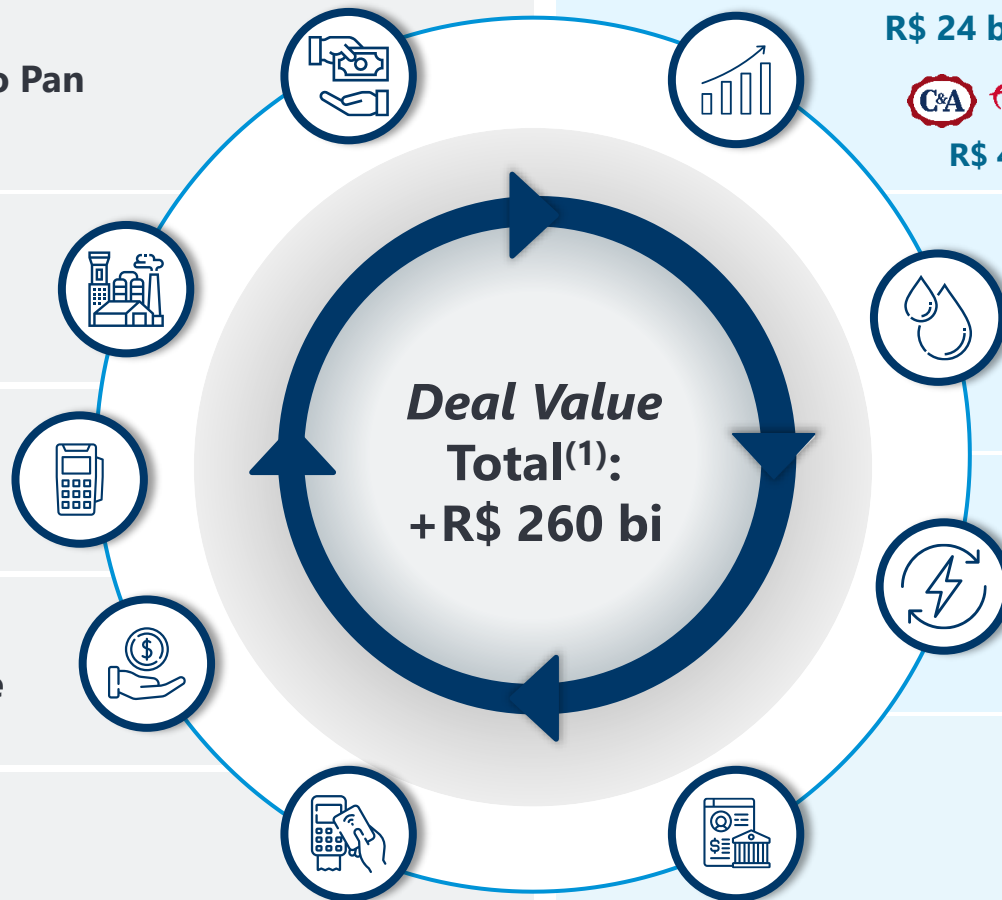 Pan
R$ 24
C&A
R$
Deal Value
Total(1):
+R$ 260 bi
$
$